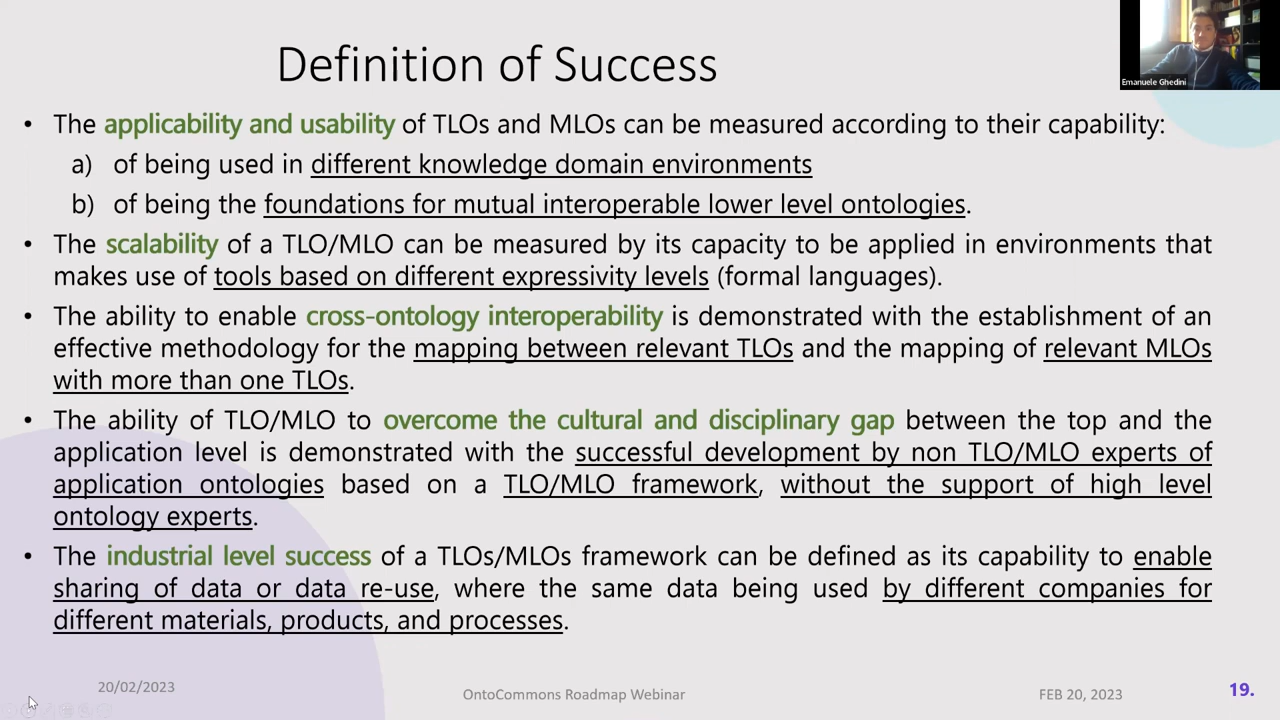 Definition of Success
Emanuele Ghedini
• The applicability and usability of TLOs and MLOs can be measured according to their capability:
a) of being used in different knowledge domain environments
b) of being the foundations for mutual interoperable lower level ontologies.
• The scalability of a TLO/MLO can be measured by its capacity to be applied in environments that
makes use of tools based on different expressivity levels (formal languages).
• The ability to enable cross-ontology interoperability is demonstrated with the establishment of an
effective methodology for the mapping between relevant TLOs and the mapping of relevant MLOs
with more than one TLOs.
• The ability of TLO/MLO to overcome the cultural and disciplinary gap between the top and the
application level is demonstrated with the successful development by non TLO/MLO experts of
application ontologies based on a TLO/MLO framework, without the support of high level
ontology experts.
• The industrial level success of a TLOs/MLOs framework can be defined as its capability to enable
sharing of data or data re-use, where the same data being used by different companies for
different materials, products, and processes.
20/02/2023
OntoCommons Roadmap Webinar
FEB 20, 2023
19.